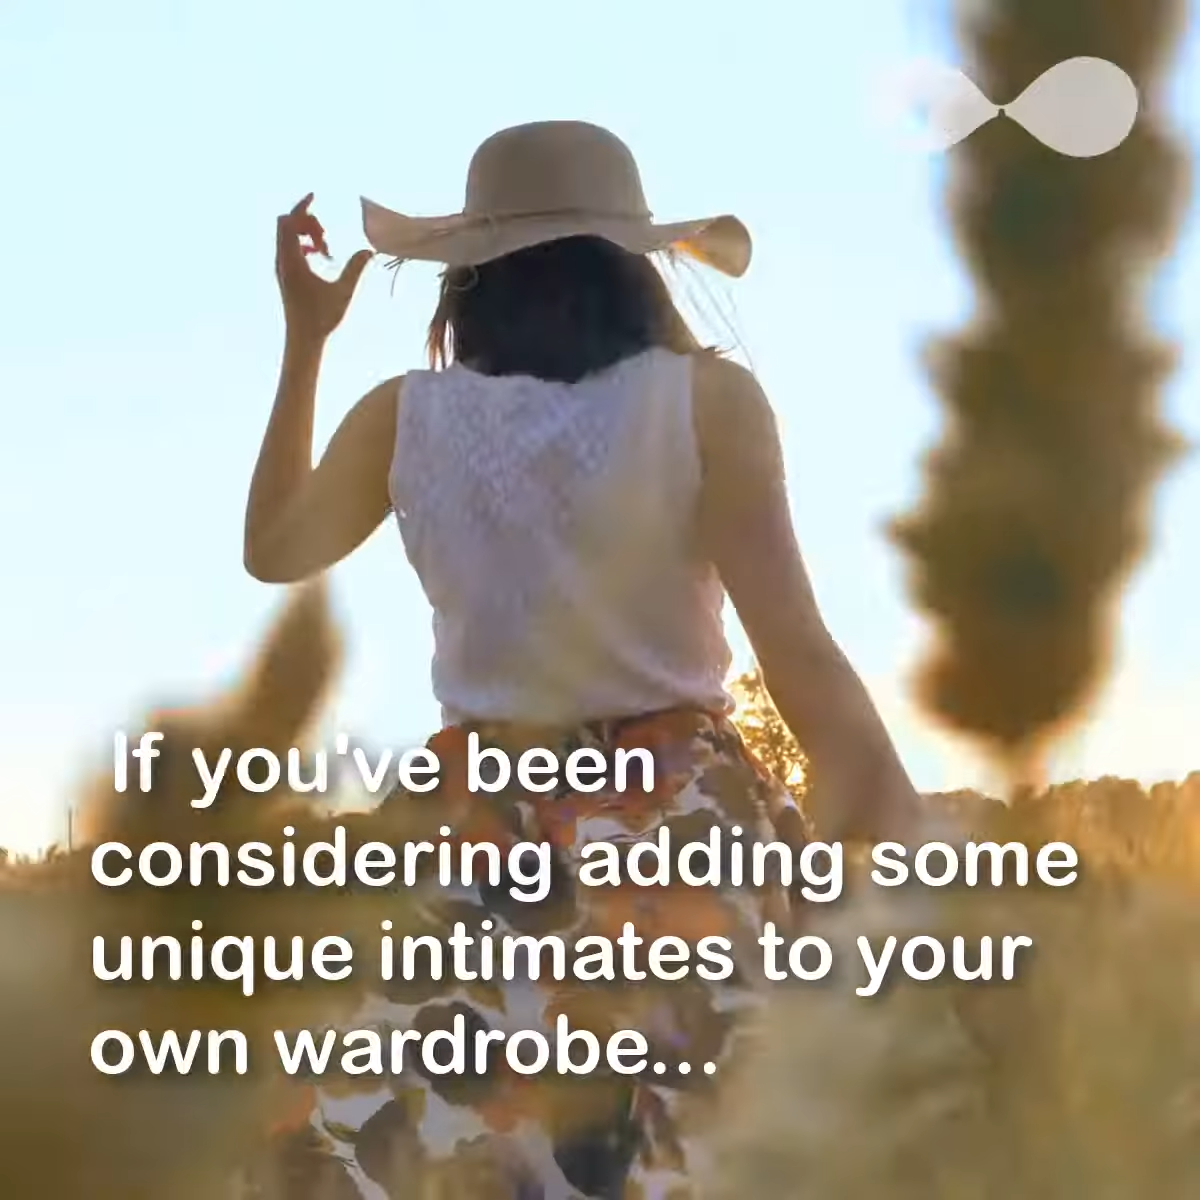 If you've been
considering adding some
unique intimates to your
own wardrobe...